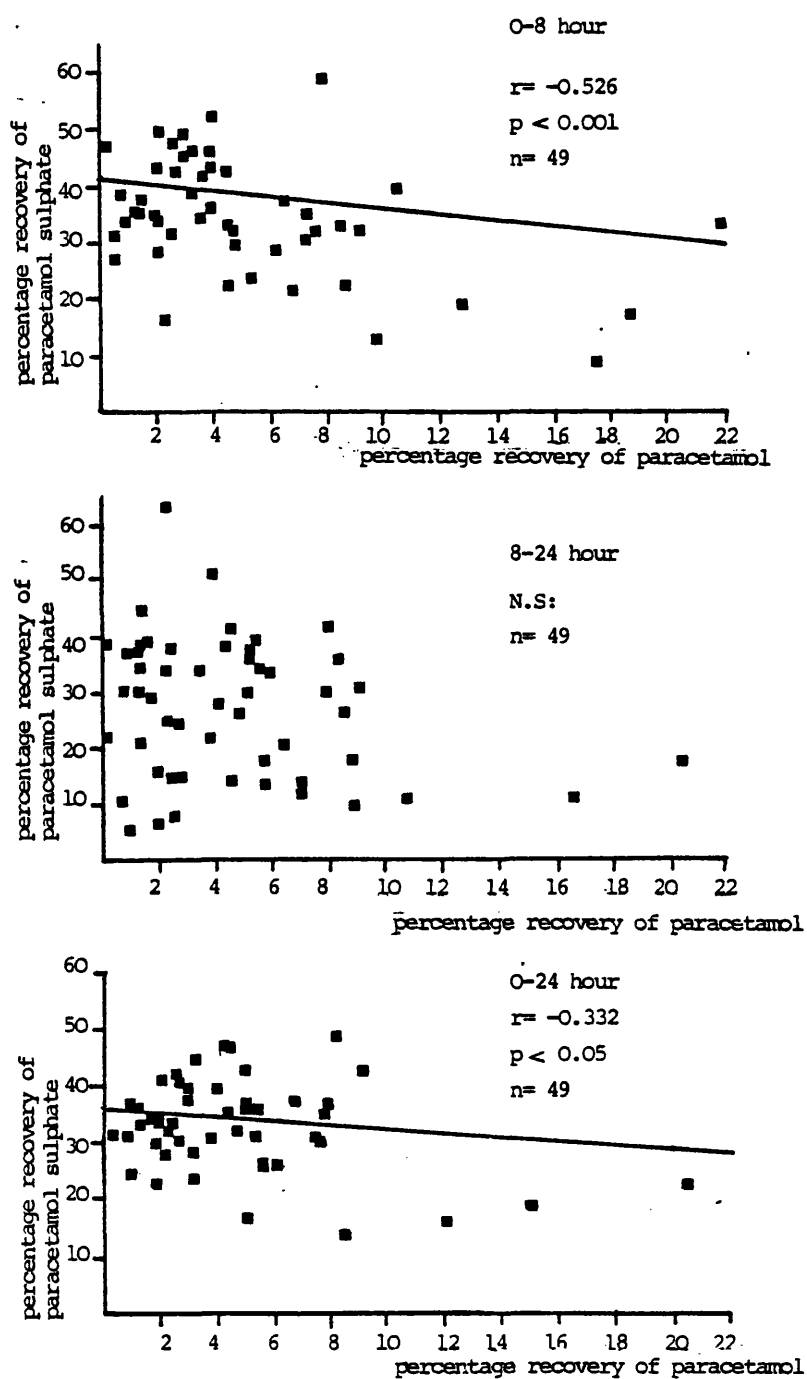 0-8 hour
r= -0.526
p < 0.001
n= 49
percentage recovery of
paracetamol sulphate
60
50
40
30
20
10
2 4 6 8 10 12 14 16 18 20 22
percentage recovery of paracetamol
8-24 hour
N.S:
n= 49
percentage recovery of
paracetamol sulphate
60
50
40
30
20
10
2 4 6 8 10 12 14 16 18 20 22
percentage recovery of paracetamol
0-24 hour
r= -0.332
p < 0.05
n= 49
percentage recovery of
paracetamol sulphate
60
50
40
30
20
10
2 4 6 8 10 12 14 16 18 20 22
percentage recovery of paracetamol